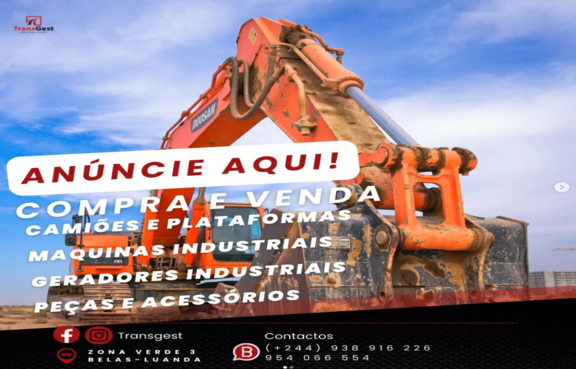 TransGest
DOOSAN
ANÚNCIE AQUI!
COMPRA E VENDA
CAMIÕES E PLATAFORMAS
MAQUINAS INDUSTRIAIS
GERADORES INDUSTRIAIS
PEÇAS E ACESSÓRIOS
Transgest
ZONA VERDE 3
BELAS-LUANDA
Contactos
(+244) 938 916 226
954 066 554